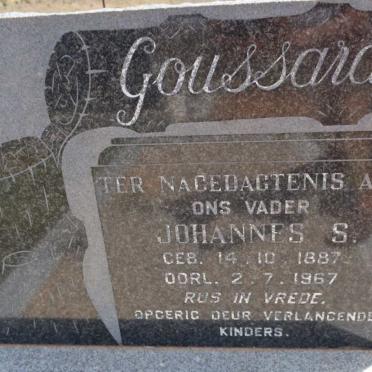 Goussard
TER NAGEDAGTENIS A
ONS VADER
JOHANNES S.
GEB. 14. 10. 1887.
OORL. 2. 7. 1967
RUS IN VREDE.
OPGERIG DEUR VERLANGENDE
KINDERS.